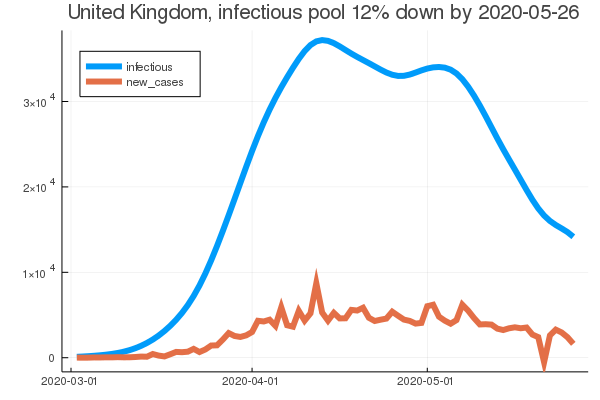 United Kingdom, infectious pool 12% down by 2020-05-26
infectious
new_cases
3×10 4
2×10 4
1×10 4
0
2020-03-01
2020-04-01
2020-05-01